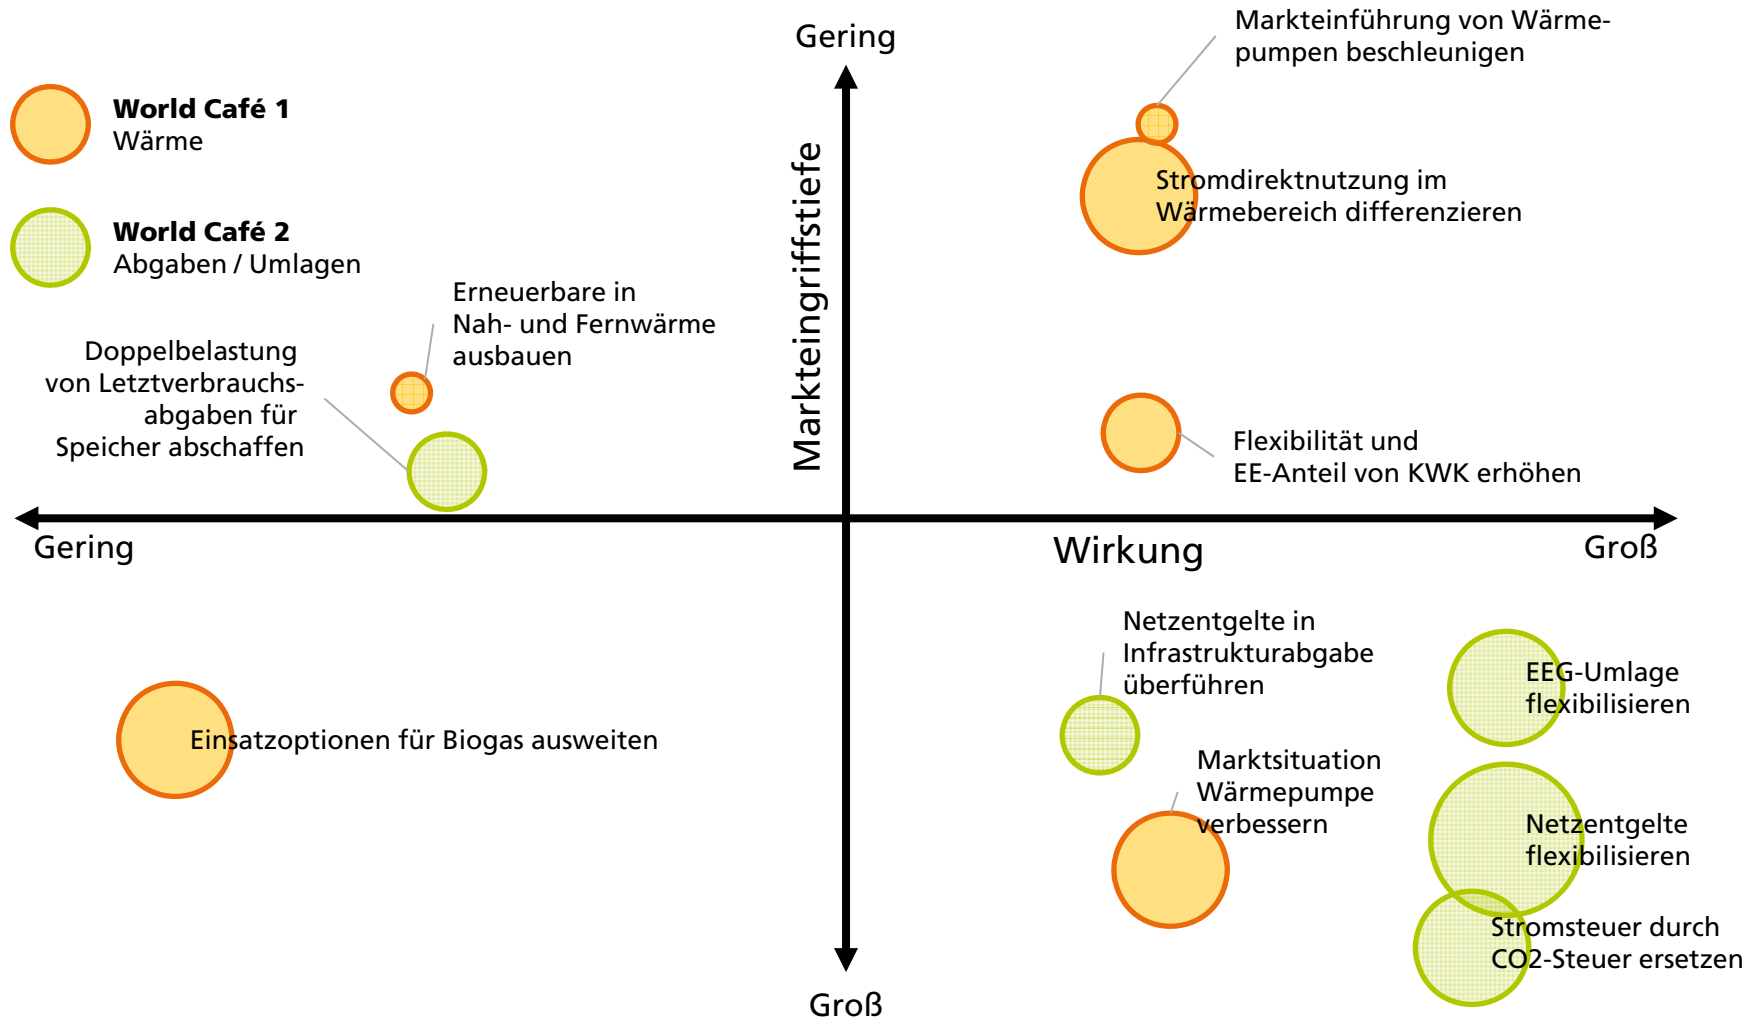 Markteinführung von Wärme-
pumpen beschleunigen
Gering
World Café 1
Wärme
Markteingriffstiefe
Stromdirektnutzung im
Wärmebereich differenzieren
World Café 2
Abgaben / Umlagen
Erneuerbare in
Nah- und Fernwärme
ausbauen
Doppelbelastung
von Letztverbrauchs-
abgaben für
Speicher abschaffen
Flexibilität und
EE-Anteil von KWK erhöhen
Gering
Wirkung
Groß
Netzentgelte in
Infrastrukturabgabe
überführen
EEG-Umlage
flexibilisieren
Einsatzoptionen für Biogas ausweiten
Marktsituation
Wärmepumpe
verbessern
Netzentgelte
flexibilisieren
Stromsteuer durch
CO2-Steuer ersetzen
Groß